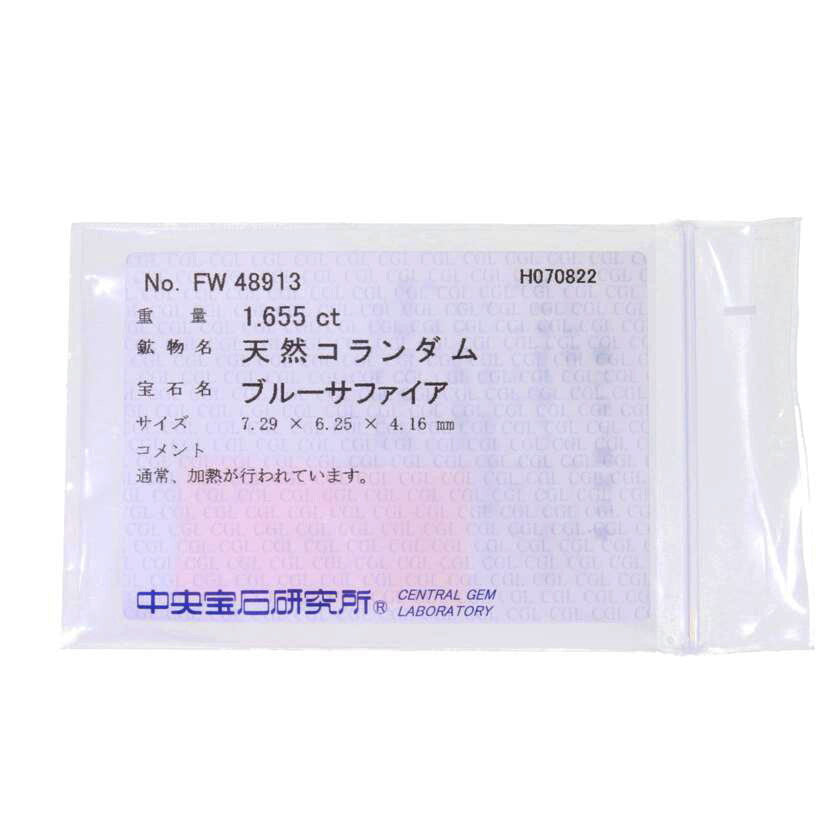 No. FW 48913 H070822
重 量 1.655 ct
鉱物名 天然コランダム
宝石名 ブルーサファイア
サイズ 7.29 × 6.25 × 4.16 mm
コメント
通常、加熱が行われています。
中央宝石研究所® CENTRAL GEM
LABORATORY